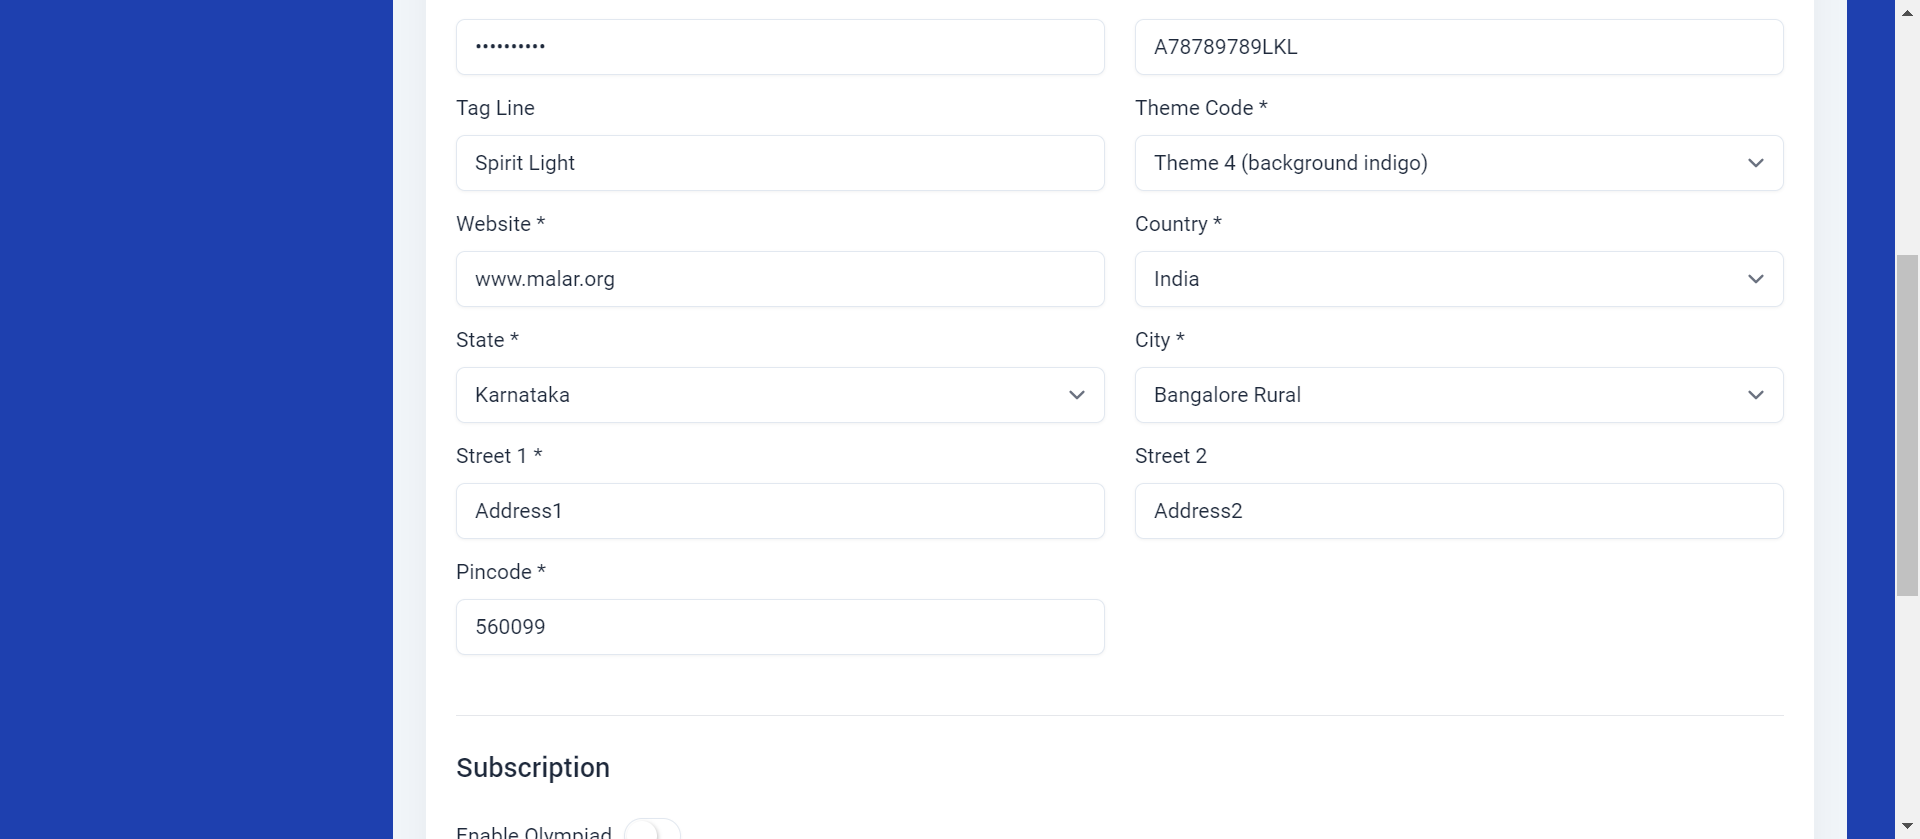 ••••••••••
A78789789LKL
Tag Line
Theme Code *
Spirit Light
Theme 4 (background indigo)
Website *
Country *
www.malar.org
India
State *
City *
Karnataka
Bangalore Rural
Street 1 *
Street 2
Address1
Address2
Pincode *
560099
Subscription
Enable Olympiad